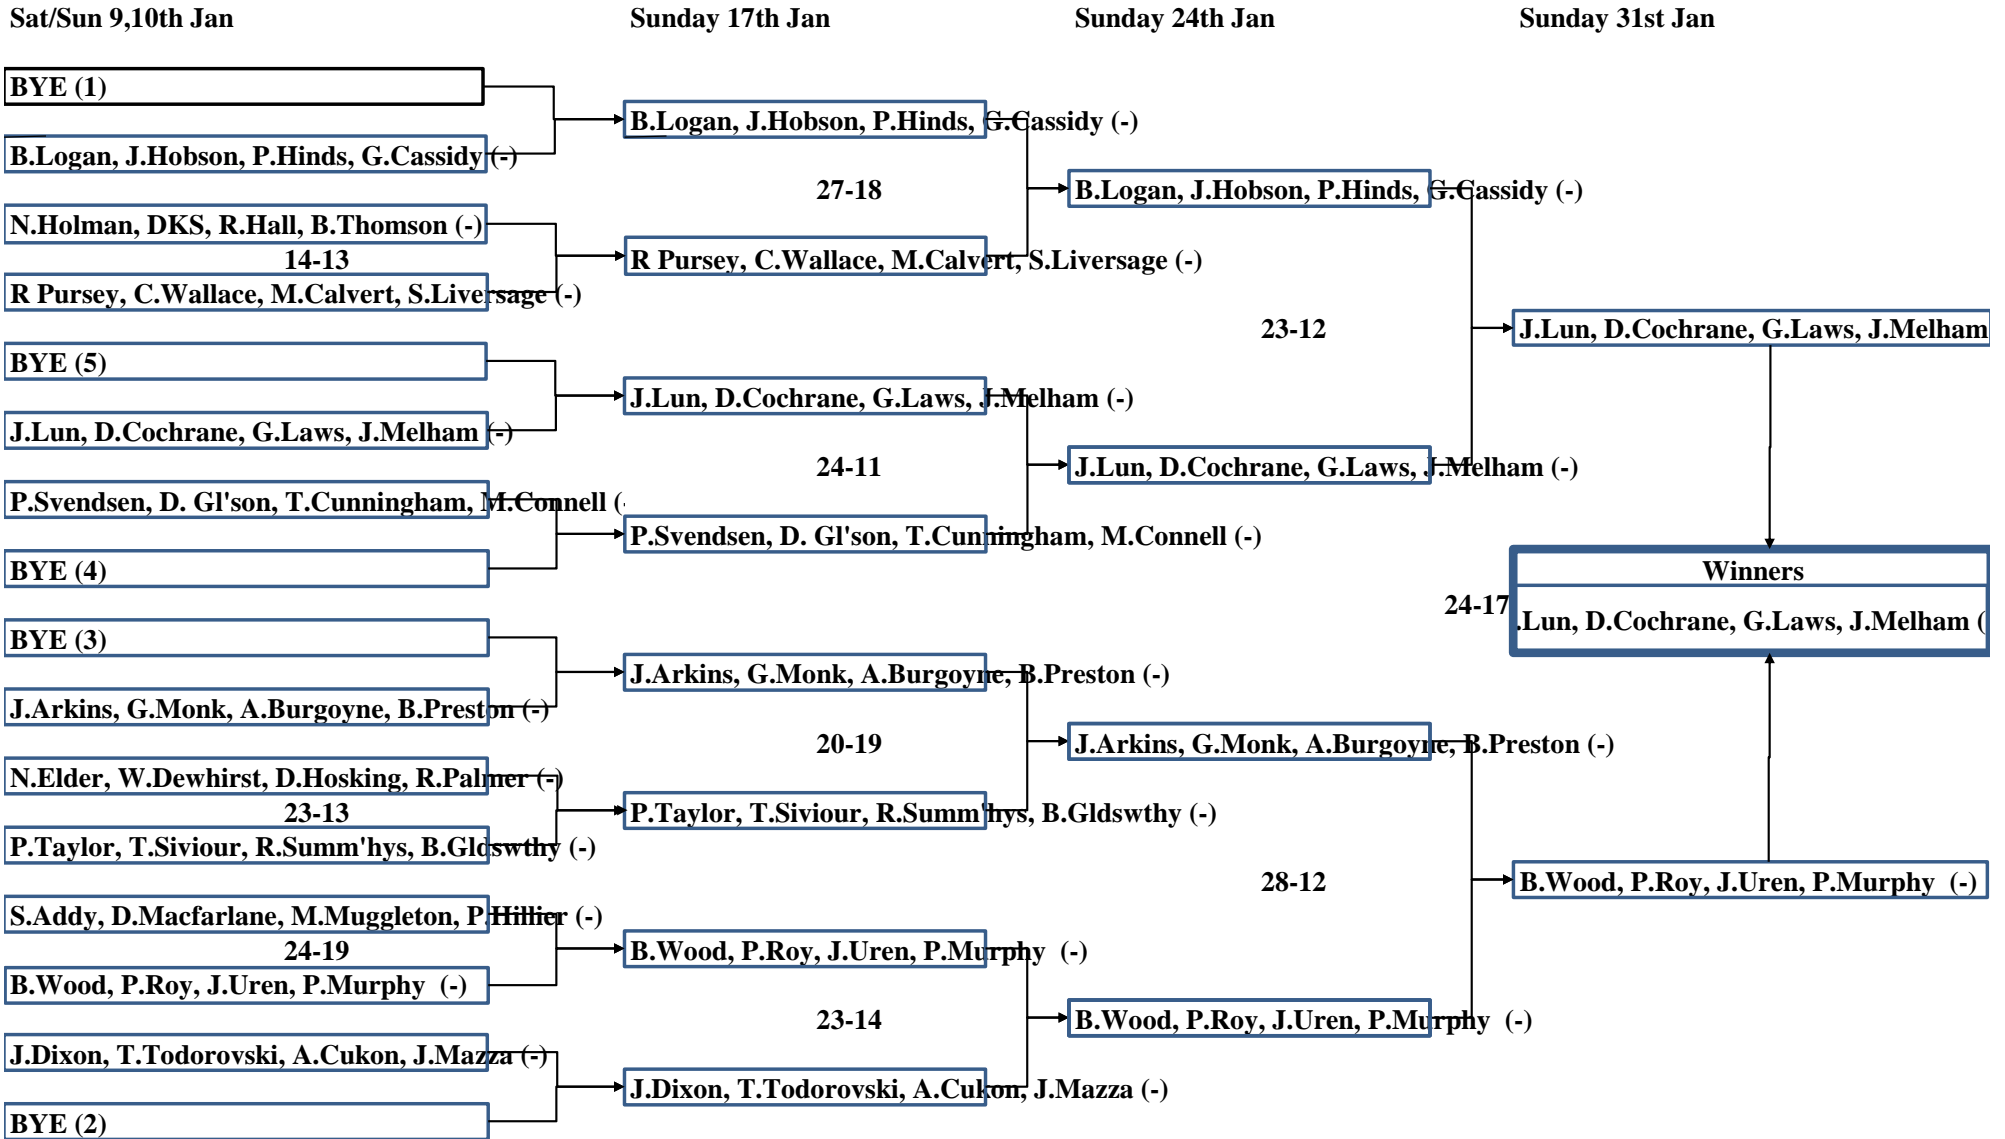 Sat/Sun 9,10th Jan
Sunday 17th Jan
Sunday 24th Jan
Sunday 31st Jan
BYE (1)
B.Logan, J.Hobson, P.Hinds, G.Cassidy (-)
N.Holman, DKS, R.Hall, B.Thomson (-)
14-13
R Pursey, C.Wallace, M.Calvert, S.Liversage (-)
BYE (5)
J.Lun, D.Cochrane, G.Laws, J.Melham (-)
P.Svendsen, D. Gl'son, T.Cunningham, M.Connell (-
BYE (4)
BYE (3)
J.Arkins, G.Monk, A.Burgoyne, B.Preston (-)
N.Elder, W.Dewhirst, D.Hosking, R.Palmer (-)
23-13
P.Taylor, T.Siviour, R.Summ'hys, B.Gldswthy (-)
S.Addy, D.Macfarlane, M.Muggleton, P.Hillier (-)
24-19
B.Wood, P.Roy, J.Uren, P.Murphy (-)
J.Dixon, T.Todorovski, A.Cukon, J.Mazza (-)
BYE (2)
B.Logan, J.Hobson, P.Hinds, G.Cassidy (-)
27-18
R Pursey, C.Wallace, M.Calvert, S.Liversage (-)
J.Lun, D.Cochrane, G.Laws, J.Melham (-)
24-11
P.Svendsen, D. Gl'son, T.Cunningham, M.Connell (-)
J.Arkins, G.Monk, A.Burgoyne, B.Preston (-)
20-19
P.Taylor, T.Siviour, R.Summ'hys, B.Gldswthy (-)
B.Wood, P.Roy, J.Uren, P.Murphy (-)
23-14
J.Dixon, T.Todorovski, A.Cukon, J.Mazza (-)
B.Logan, J.Hobson, P.Hinds, G.Cassidy (-)
23-12
J.Lun, D.Cochrane, G.Laws, J.Melham (-)
J.Arkins, G.Monk, A.Burgoyne, B.Preston (-)
28-12
B.Wood, P.Roy, J.Uren, P.Murphy (-)
J.Lun, D.Cochrane, G.Laws, J.Melham
Winners
24-17
.Lun, D.Cochrane, G.Laws, J.Melham (
B.Wood, P.Roy, J.Uren, P.Murphy (-)